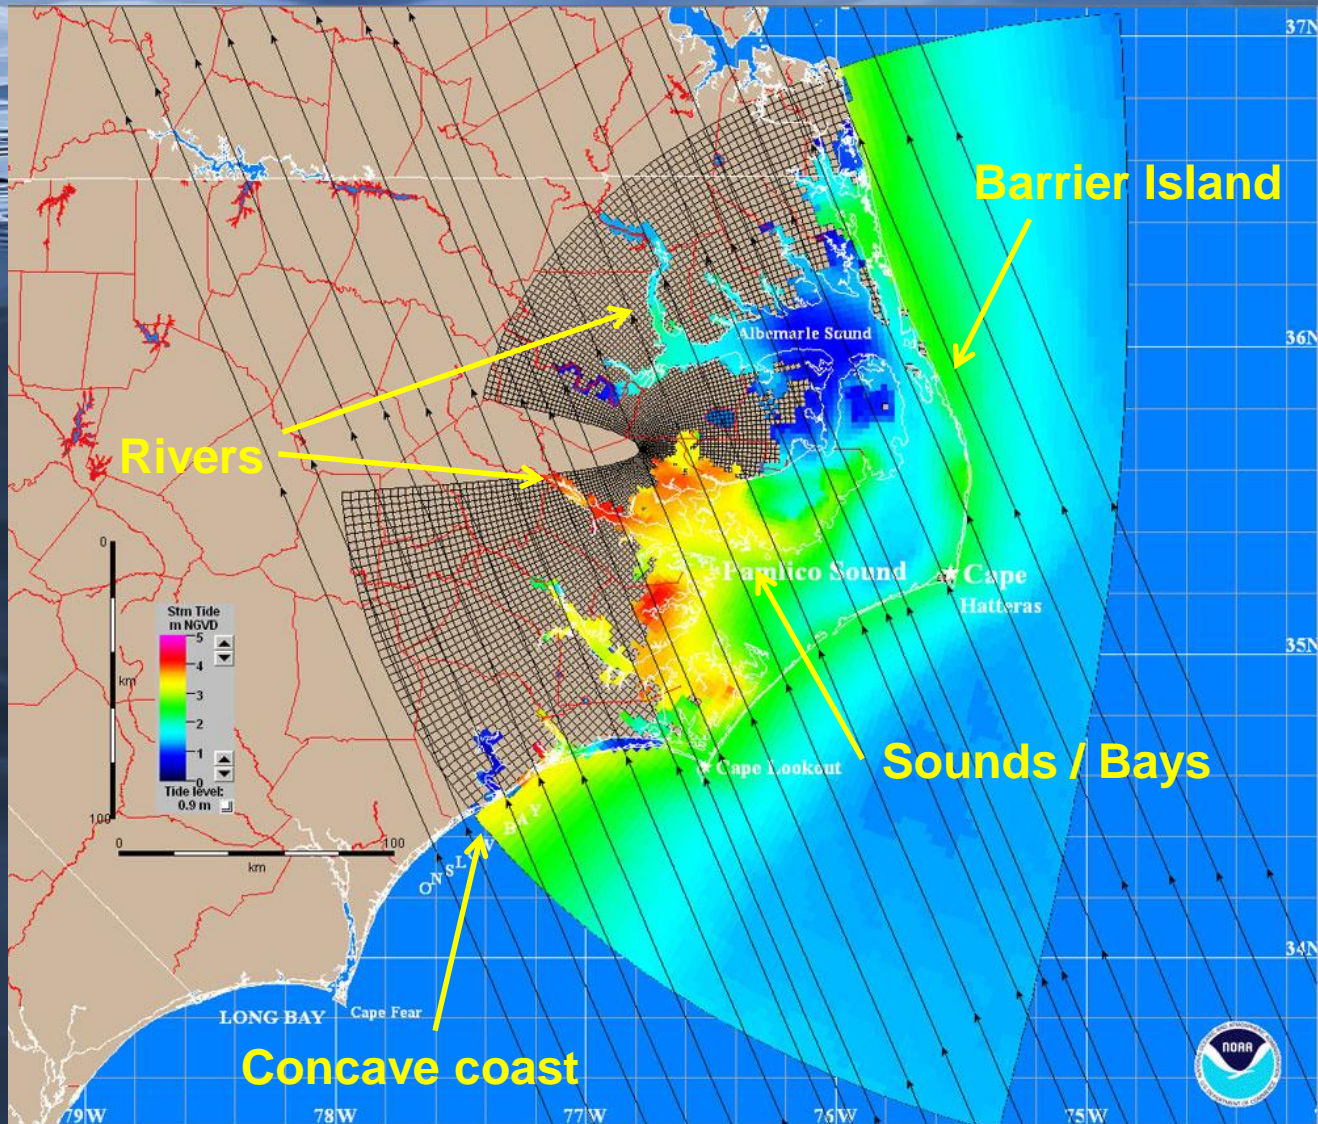 37N
Barrier Island
Albemarle Sound
36N
Rivers
Pamlico Sound
Cape
Hatteras
0
Stm Tide
m NGVD
5
4
3
2
1
0
Tide level:
0.9 m
km
100
35N
Cape Lookout
Sounds / Bays
0
100
km
ONSLOW BAY
34N
LONG BAY
Cape Fear
NOAA
Concave coast
79W
78W
77W
76W
75W